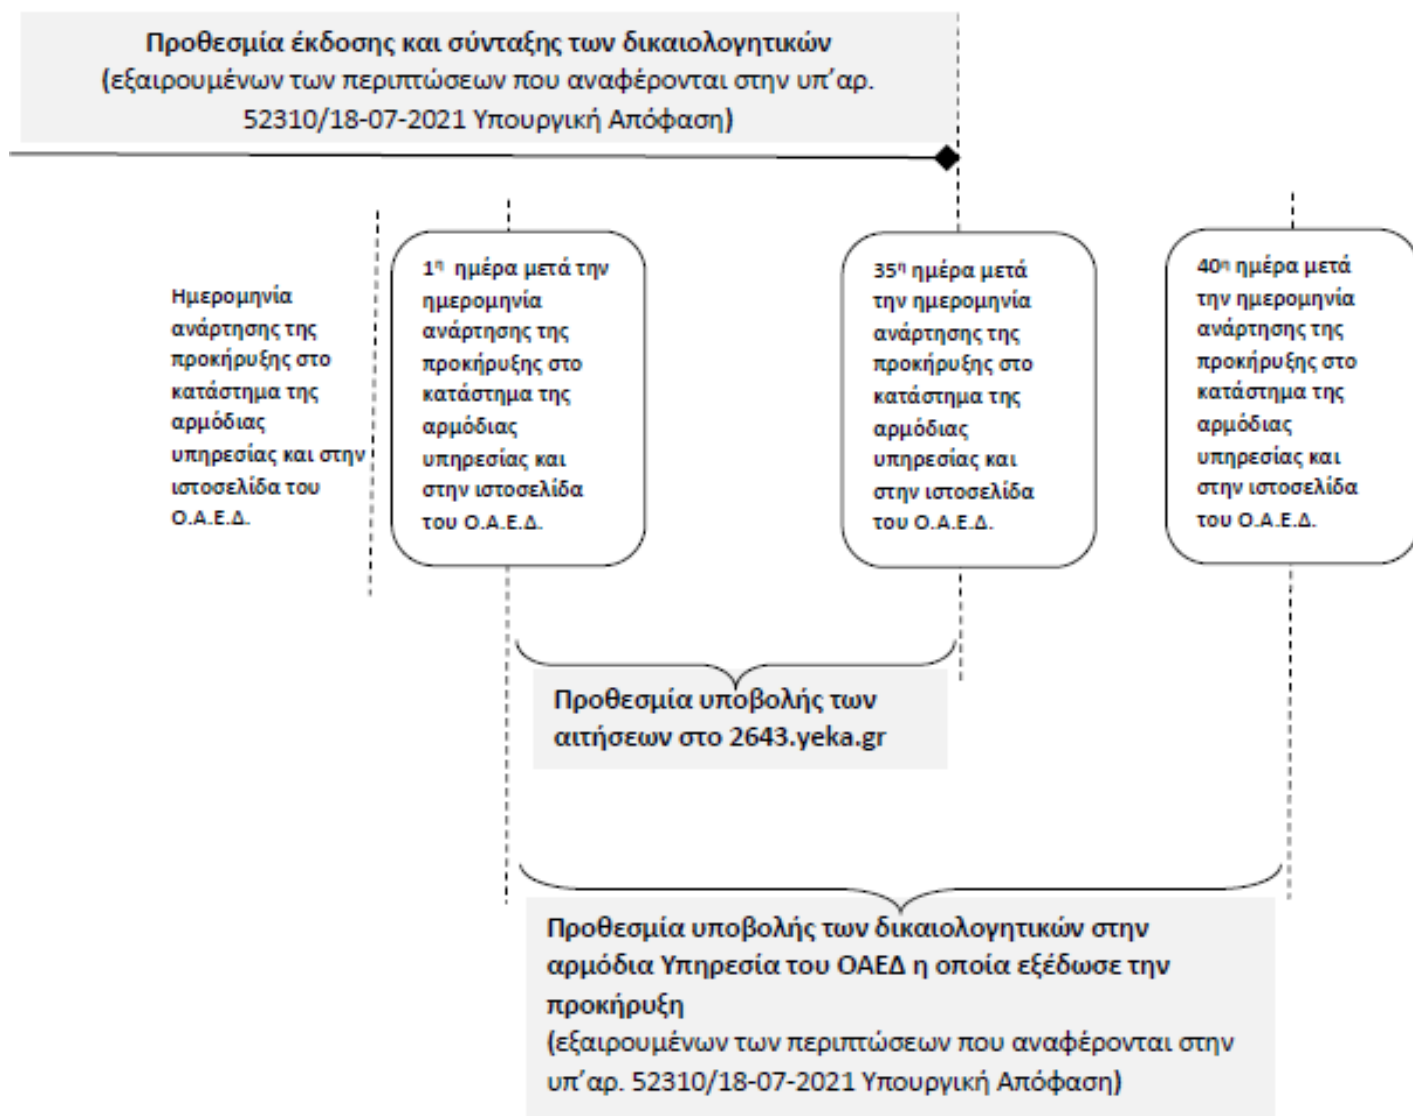 Προθεσμία έκδοσης και σύνταξης των δικαιολογητικών
(εξαιρουμένων των περιπτώσεων που αναφέρονται στην υπ’αρ.
52310/18-07-2021 Υπουργική Απόφαση)
Ημερομηνία
ανάρτησης της
προκήρυξης στο
κατάστημα της
αρμόδιας
υπηρεσίας και στην
ιστοσελίδα του
Ο.Α.Ε.Δ.
1η ημέρα μετά την
ημερομηνία
ανάρτησης της
προκήρυξης στο
κατάστημα της
αρμόδιας
υπηρεσίας και
στην ιστοσελίδα
του Ο.Α.Ε.Δ.
35η ημέρα μετά
την ημερομηνία
ανάρτησης της
προκήρυξης στο
κατάστημα της
αρμόδιας
υπηρεσίας και
στην ιστοσελίδα
του Ο.Α.Ε.Δ.
40η ημέρα μετά
την ημερομηνία
ανάρτησης της
προκήρυξης στο
κατάστημα της
αρμόδιας
υπηρεσίας και
στην ιστοσελίδα
του Ο.Α.Ε.Δ.
Προθεσμία υποβολής των
αιτήσεων στο 2643.yeka.gr
Προθεσμία υποβολής των δικαιολογητικών στην
αρμόδια Υπηρεσία του ΟΑΕΔ η οποία εξέδωσε την
προκήρυξη
(εξαιρουμένων των περιπτώσεων που αναφέρονται στην
υπ’αρ. 52310/18-07-2021 Υπουργική Απόφαση)